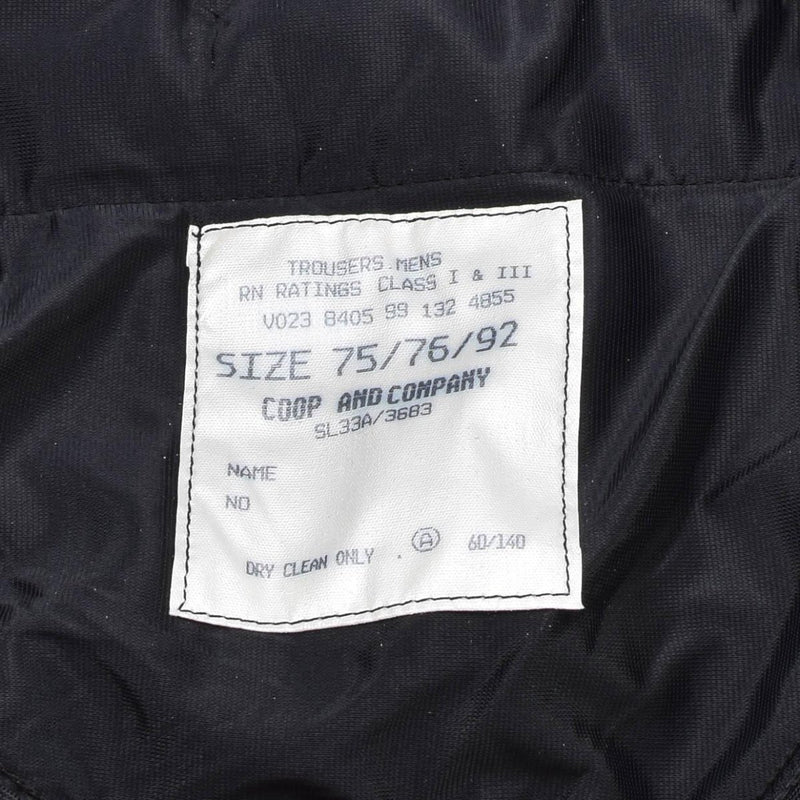 TROUSERS MENS
RN RATINGS CLASS I & III
V023 8405 99 132 4855
SIZE 75/76/92
COOP AND COMPANY
SL33A/3683
NAME
NO
DRY CLEAN ONLY . Ⓐ 60/140